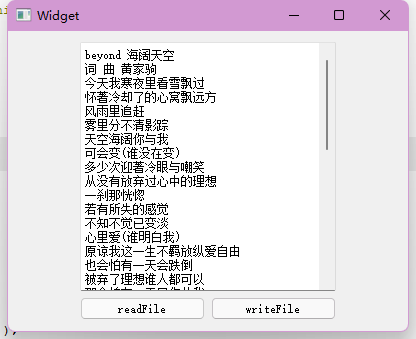 Widget
beyond 海阔天空
词 曲 黄家驹
今天我寒夜里看雪飘过
怀著冷却了的心窝飘远方
风雨里追赶
雾里分不清影踪
天空海阔你与我
可会变(谁没在变)
多少次迎著冷眼与嘲笑
从没有放弃过心中的理想
一刹那恍惚
若有所失的感觉
不知不觉已变淡
心里爱(谁明白我)
原谅我这一生不羁放纵爱自由
也会怕有一天会跌倒
被弃了理想谁人都可以
readFile writeFile
);